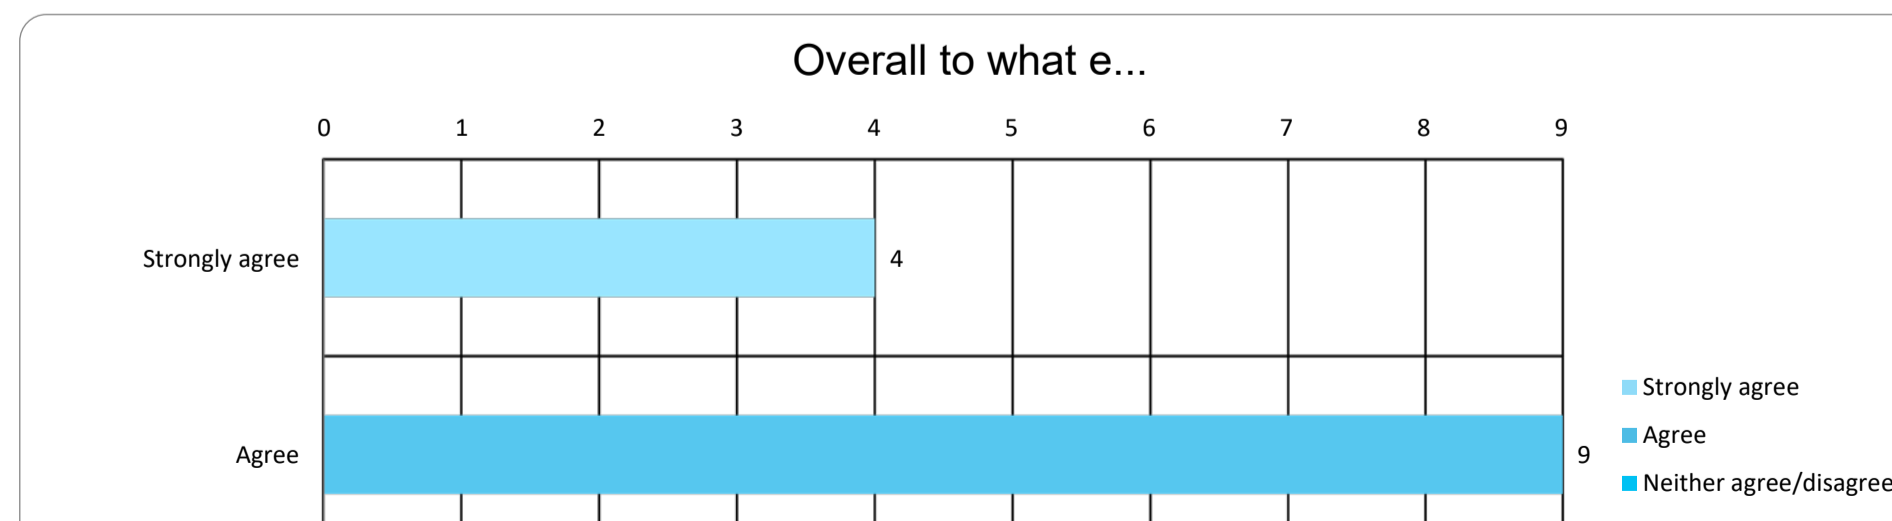 Overall to what e...
0 1 2 3 4 5 6 7 8 9
Strongly agree 4
Agree 9
Strongly agree
Agree
Neither agree/disagree